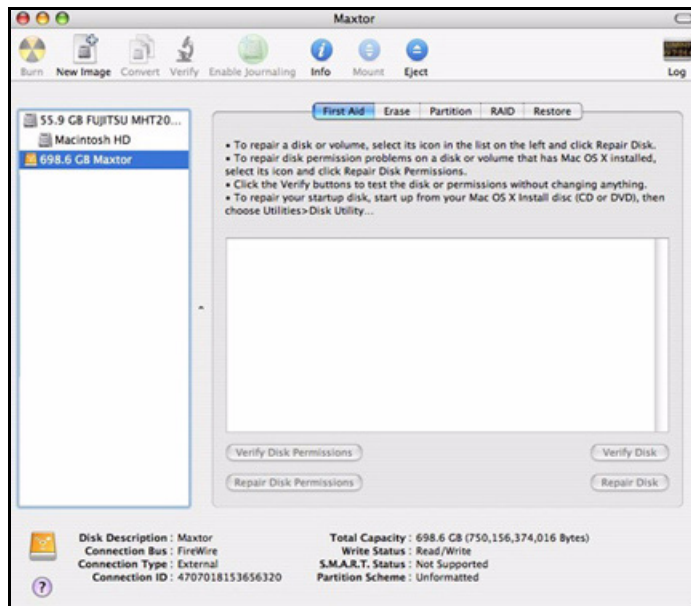 Maxtor
Burn New Image Convert Verify Enable Journaling Info Mount Eject Log
First Aid Erase Partition RAID Restore
55.9 GB FUJITSU MHT20...
Macintosh HD
698.6 GB Maxtor
• To repair a disk or volume, select its icon in the list on the left and click Repair Disk.
• To repair disk permission problems on a disk or volume that has Mac OS X installed,
select its icon and click Repair Disk Permissions.
• Click the Verify buttons to test the disk or permissions without changing anything.
• To repair your startup disk, start up from your Mac OS X Install disc (CD or DVD), then
choose Utilities>Disk Utility...
Verify Disk Permissions Verify Disk
Repair Disk Permissions Repair Disk
Disk Description : Maxtor
Connection Bus : FireWire
Connection Type : External
Connection ID : 4707018153656320
Total Capacity : 698.6 GB (750,156,374,016 Bytes)
Write Status : Read/Write
S.M.A.R.T. Status : Not Supported
Partition Scheme : Unformatted
?